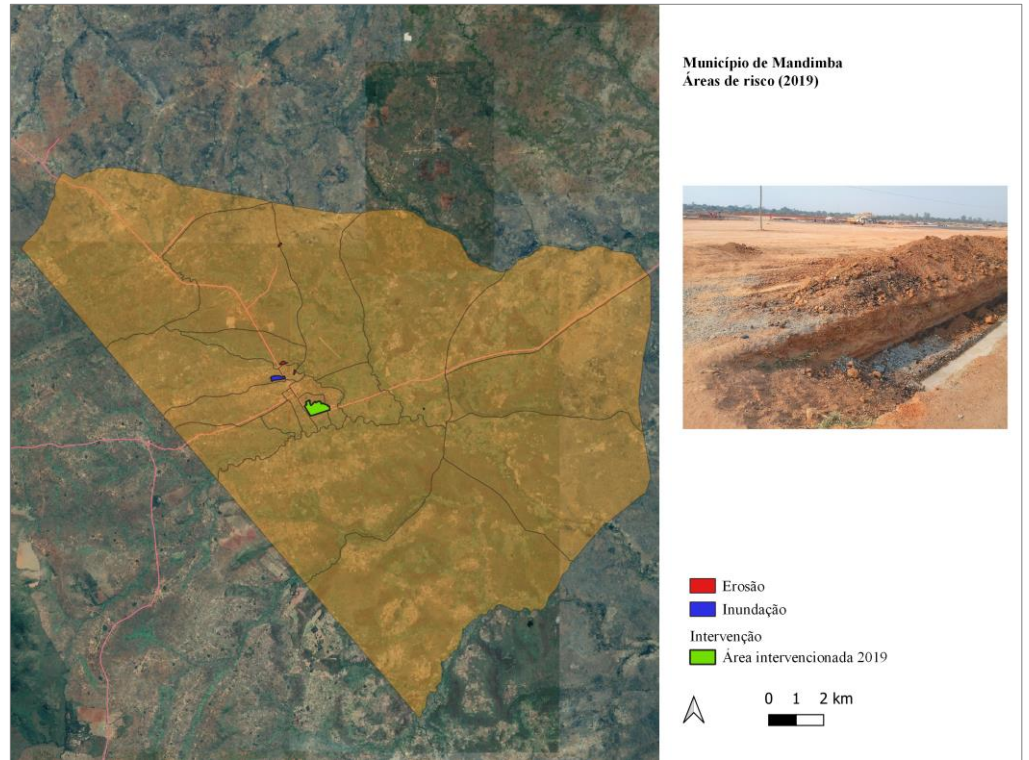 Município de Mandimba
Áreas de risco (2019)
Erosão
Inundação
Intervenção
Área intervencionada 2019
0 1 2 km